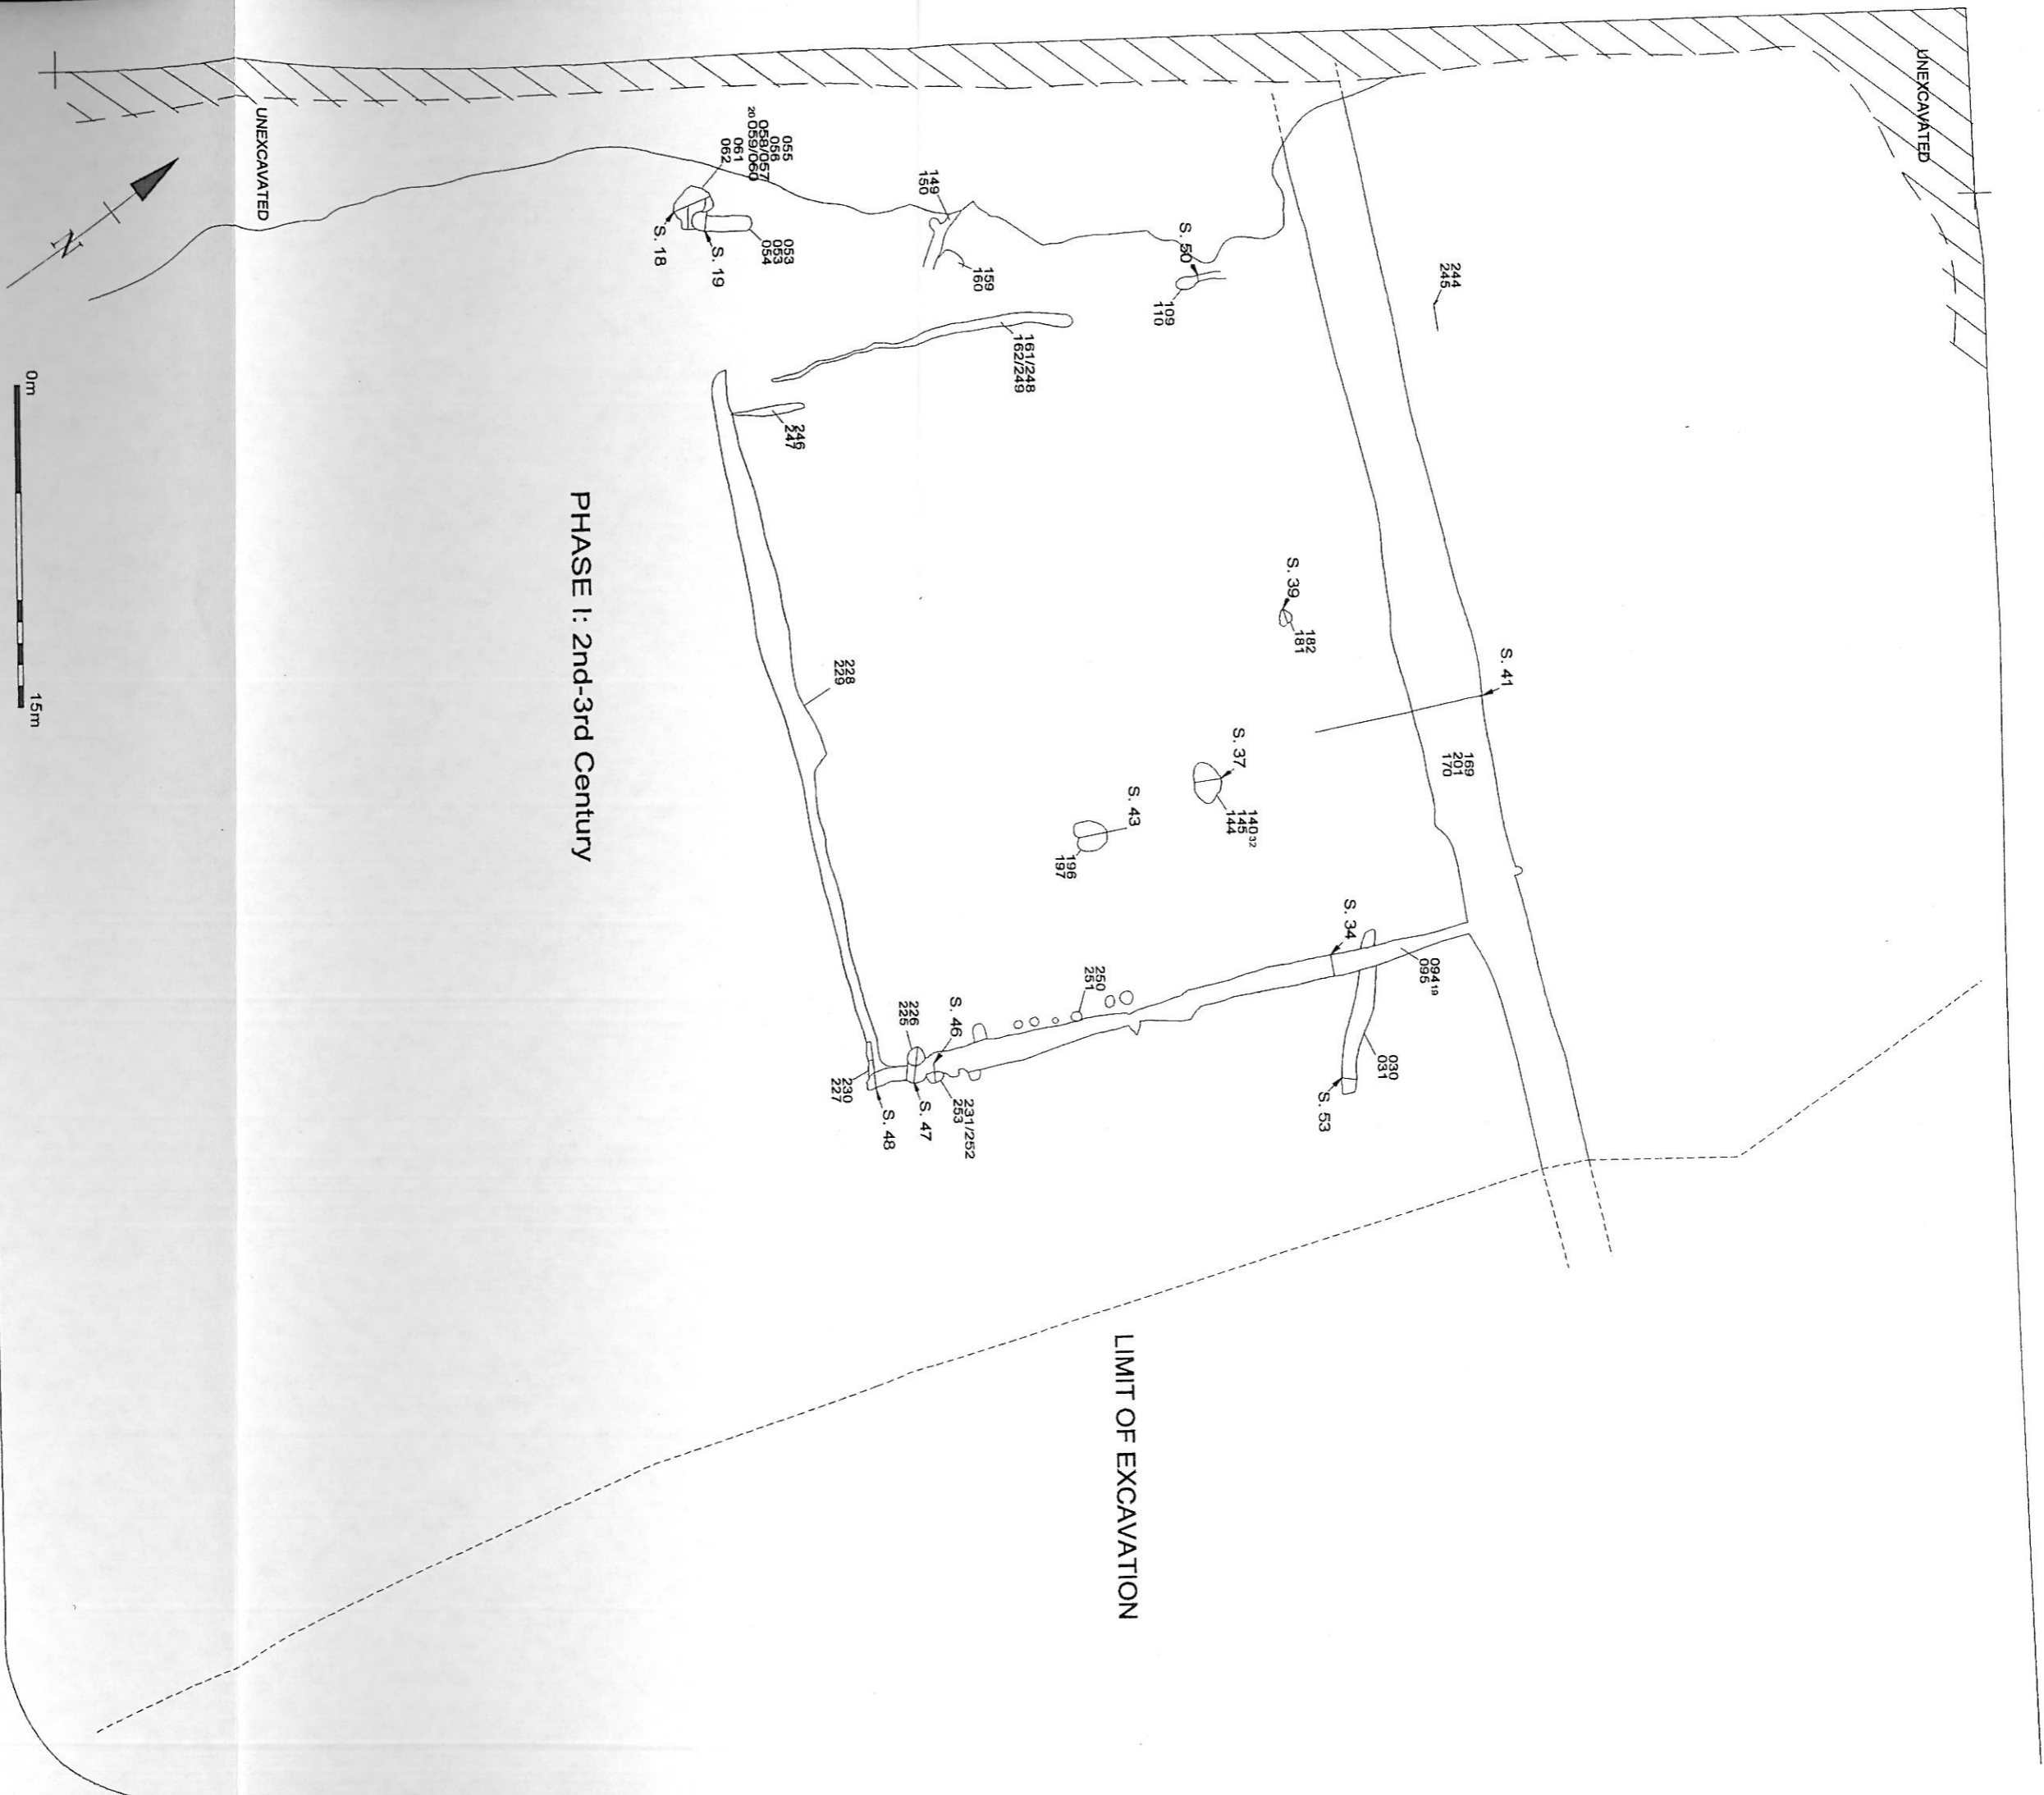 PHASE I: 2nd-3rd Century
LIMIT OF EXCAVATION
UNEXCAVATED
UNEXCAVATED
N
0m
15m
055
056
058/057
20 059/060
061
062
S. 18
S. 19
053
053
054
149
150
159
160
S. 50
109
110
244
245
161/248
162/249
246
247
S. 39
182
181
S. 41
169
201
170
228
229
S. 37
140 32
145
144
S. 43
196
197
S. 34
094 19
095
250
251
S. 46
226
225
030
031
S. 53
230
227
S. 48
S. 47
231/252
253